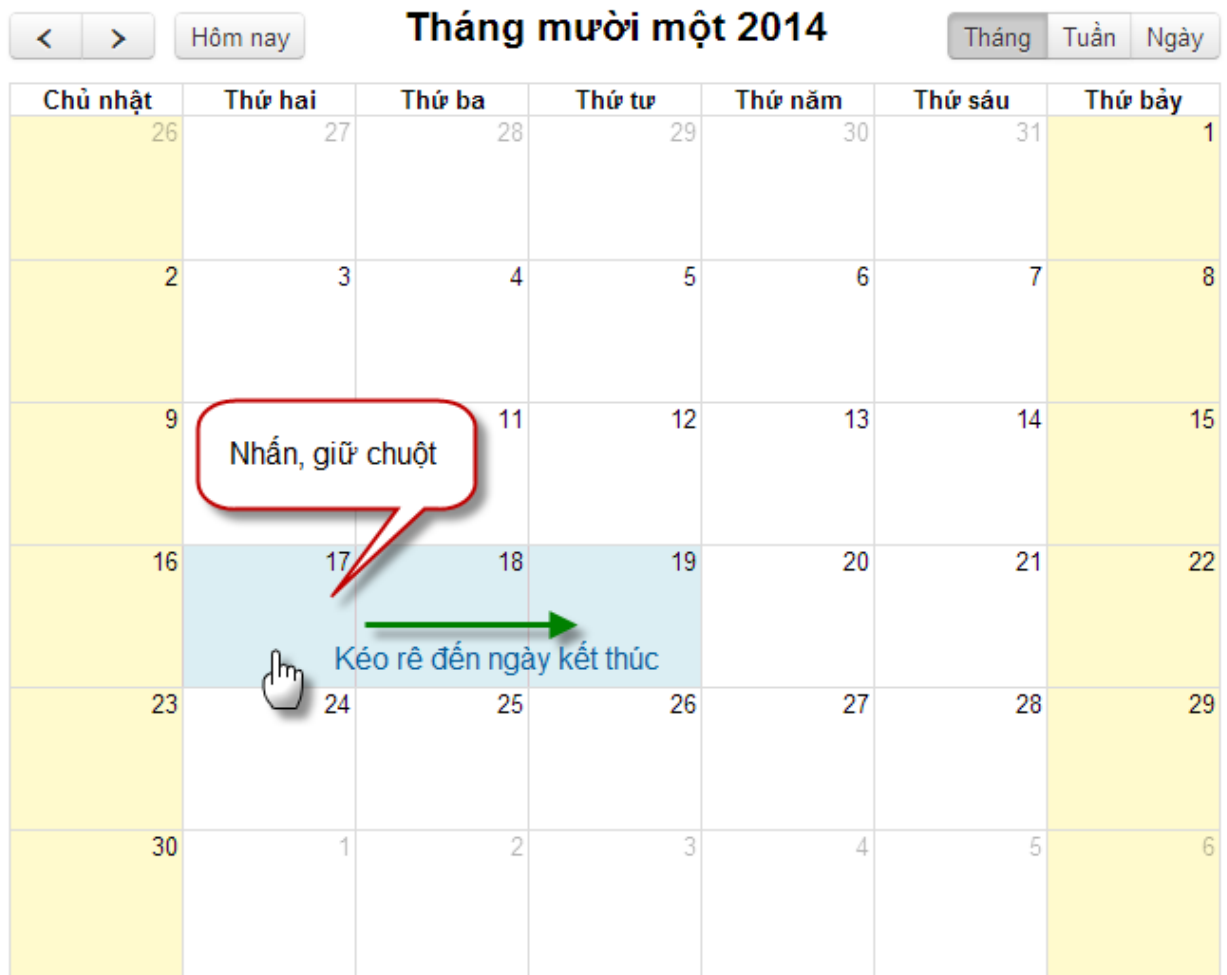 < > Hôm nay Tháng mười một 2014 Tháng Tuần Ngày
Chủ nhật Thứ hai Thứ ba Thứ tư Thứ năm Thứ sáu Thứ bảy
26 27 28 29 30 31 1
2 3 4 5 6 7 8
9 11 12 13 14 15
Nhấn, giữ chuột
16 17 18 19 20 21 22
Kéo rê đến ngày kết thúc
23 24 25 26 27 28 29
30 1 2 3 4 5 6